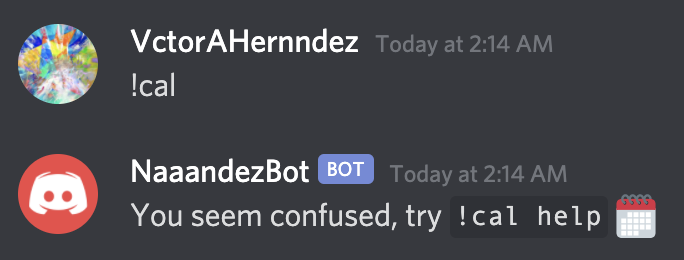 VctorAHernndez Today at 2:14 AM
!cal
NaaandezBot BOT Today at 2:14 AM
You seem confused, try !cal help